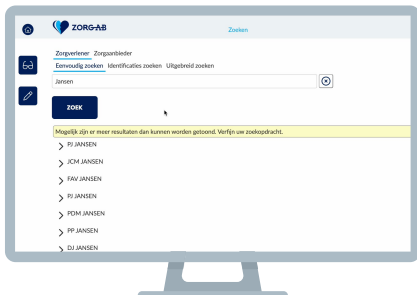 ZORG-AB
Zoeken
Zorgverlener Zorgaanbieder
Eenvoudig zoeken Identificaties zoeken Uitgebreid zoeken
Jansen
ZOEK
Mogelijk zijn er meer resultaten dan kunnen worden getoond. Verfijn uw zoekopdracht.
PJ JANSEN
JCM JANSEN
FAV JANSEN
PJ JANSEN
PDM JANSEN
PP JANSEN
DJ JANSEN